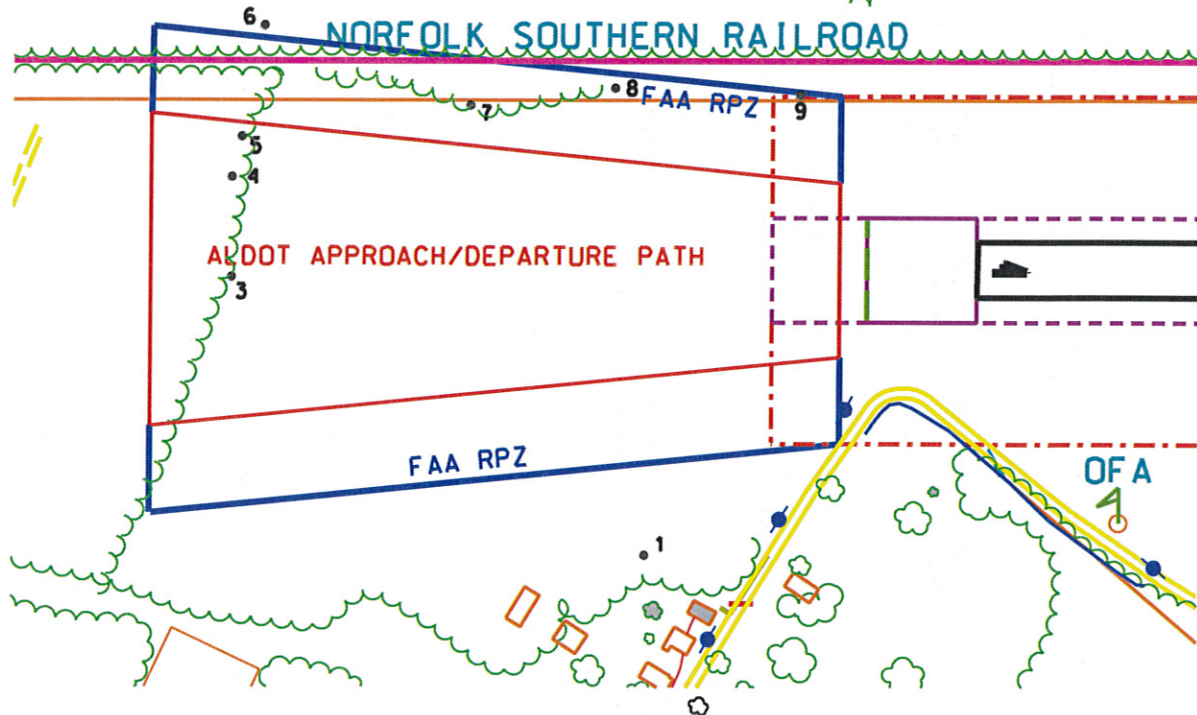 6
NORFOLK SOUTHERN RAILROAD
8
FAA RPZ
7
9
5
4
ALDOT APPROACH/DEPARTURE PATH
3
FAA RPZ
OFA
1